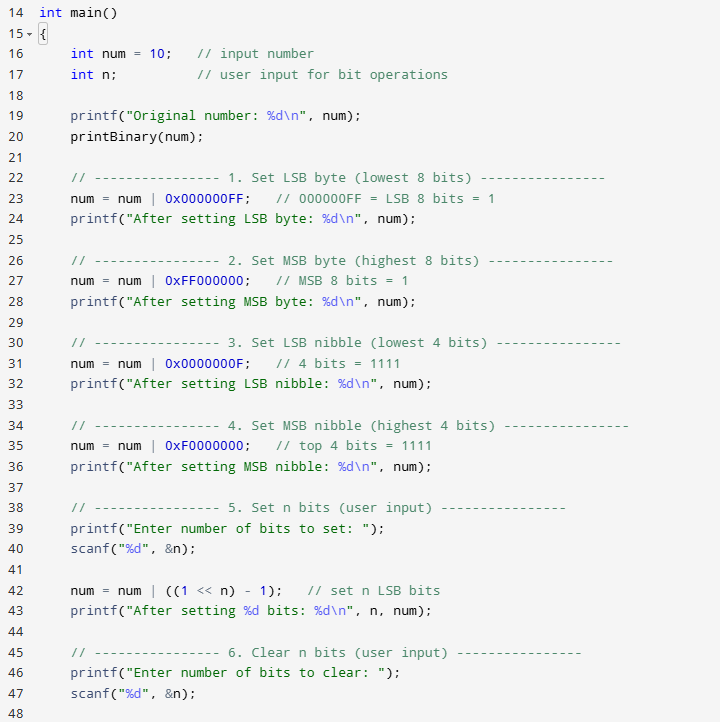 14 int main()
15 {
16 int num = 10; // input number
17 int n; // user input for bit operations
18
19 printf("Original number: %d\n", num);
20 printBinary(num);
21
22 // ---------------- 1. Set LSB byte (lowest 8 bits) ----------------
23 num = num | 0x000000FF; // 000000FF = LSB 8 bits = 1
24 printf("After setting LSB byte: %d\n", num);
25
26 // ---------------- 2. Set MSB byte (highest 8 bits) ----------------
27 num = num | 0xFF000000; // MSB 8 bits = 1
28 printf("After setting MSB byte: %d\n", num);
29
30 // ---------------- 3. Set LSB nibble (lowest 4 bits) ----------------
31 num = num | 0x0000000F; // 4 bits = 1111
32 printf("After setting LSB nibble: %d\n", num);
33
34 // ---------------- 4. Set MSB nibble (highest 4 bits) ----------------
35 num = num | 0xF0000000; // top 4 bits = 1111
36 printf("After setting MSB nibble: %d\n", num);
37
38 // ---------------- 5. Set n bits (user input) ----------------
39 printf("Enter number of bits to set: ");
40 scanf("%d", &n);
41
42 num = num | ((1 << n) - 1); // set n LSB bits
43 printf("After setting %d bits: %d\n", n, num);
44
45 // ---------------- 6. Clear n bits (user input) ----------------
46 printf("Enter number of bits to clear: ");
47 scanf("%d", &n);
48